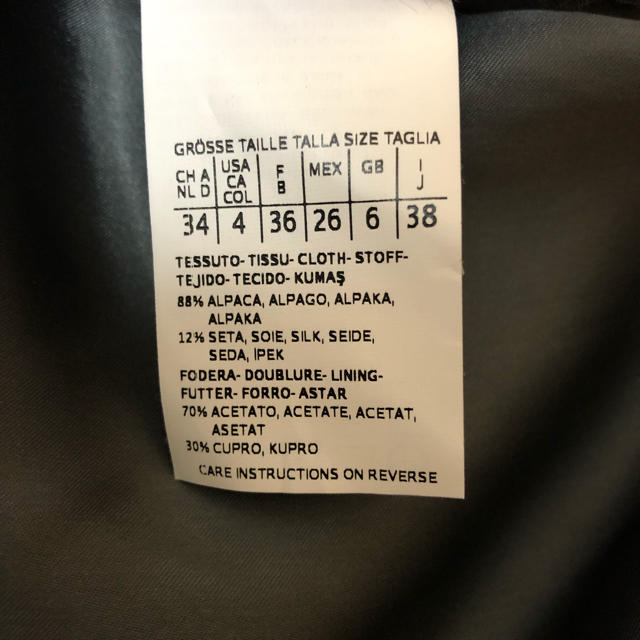 GRÖSSE TAILLE TALLA SIZE TAGLIA
CH A NL D USA CA COL F B MEX GB I J
34 4 36 26 6 38
TESSUTO- TISSU- CLOTH- STOFF-
TEJIDO- TECIDO- KUMAŞ
88% ALPACA, ALPAGO, ALPAKA,
ALPAKA
12% SETA, SOIE, SILK, SEIDE,
SEDA, İPEK
FODERA- DOUBLURE- LINING-
FUTTER- FORRO- ASTAR
70% ACETATO, ACETATE, ACETAT,
ASETAT
30% CUPRO, KUPRO
CARE INSTRUCTIONS ON REVERSE